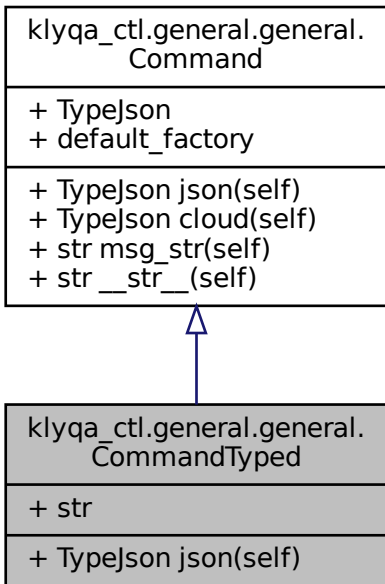 klyqa_ctl.general.general.
Command
+ TypeJson
+ default_factory
+ TypeJson json(self)
+ TypeJson cloud(self)
+ str msg_str(self)
+ str __str__(self)
klyqa_ctl.general.general.
CommandTyped
+ str
+ TypeJson json(self)